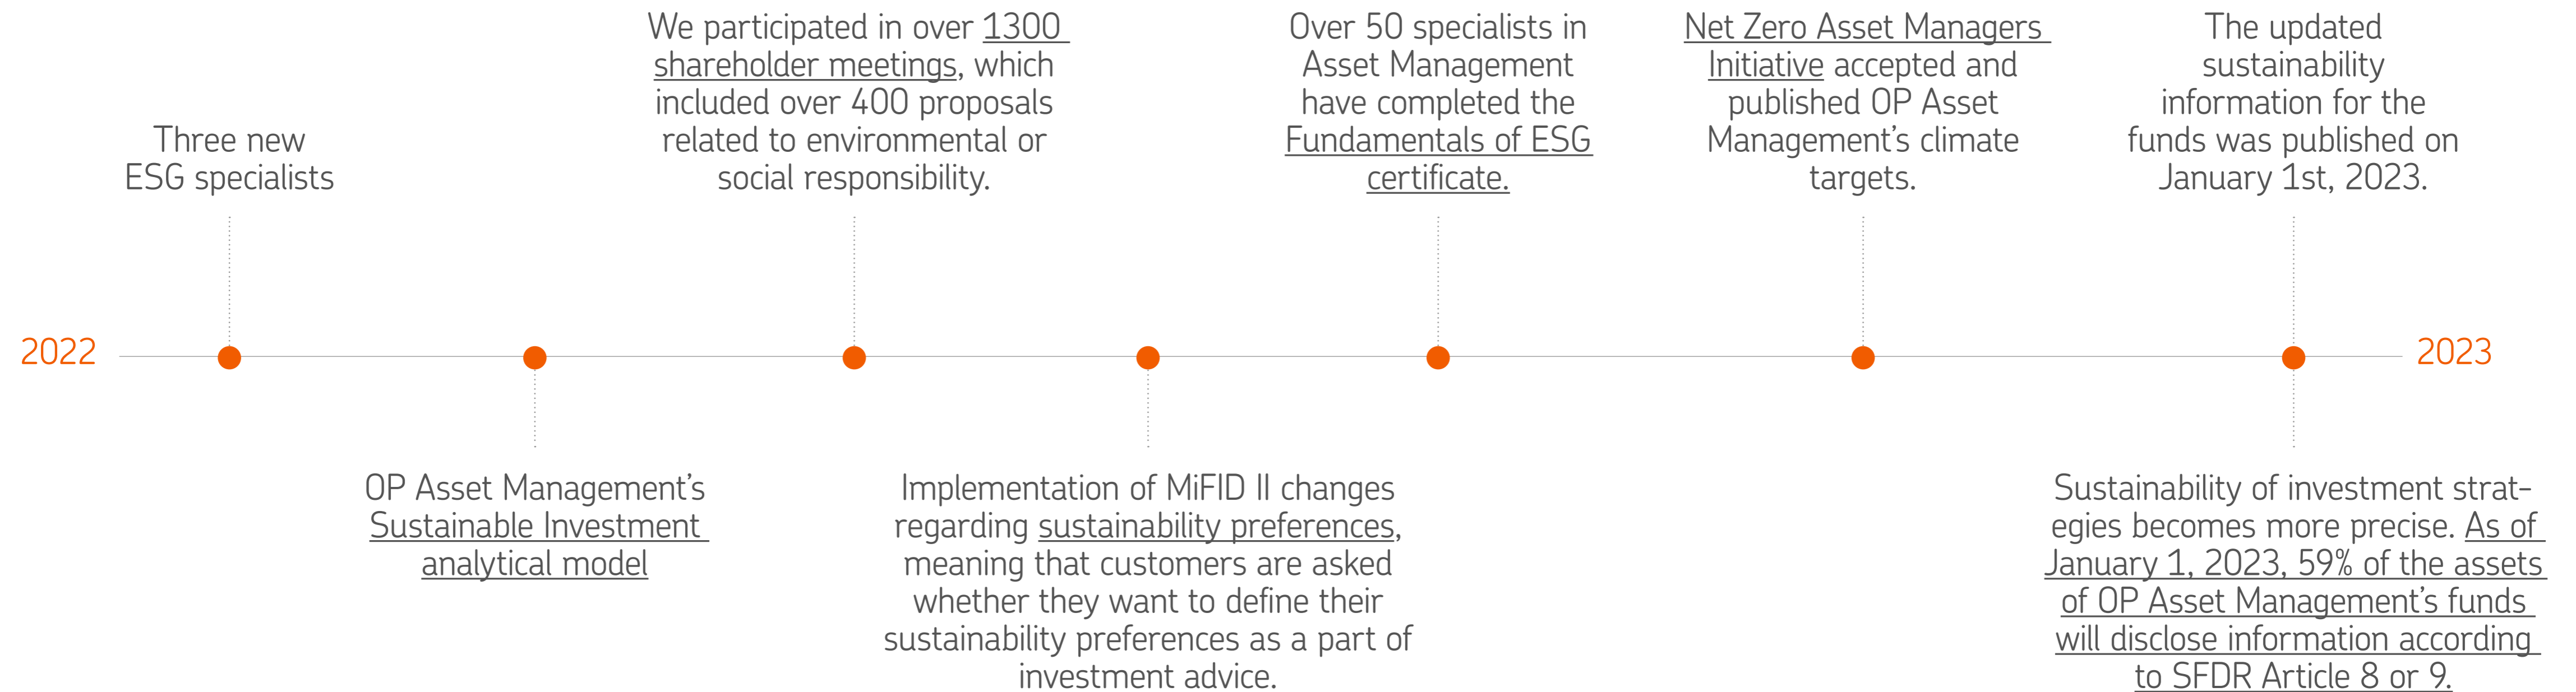 2022
Three new
ESG specialists
OP Asset Management’s
Sustainable Investment
analytical model
We participated in over 1300
shareholder meetings, which
included over 400 proposals
related to environmental or
social responsibility.
Implementation of MiFID II changes
regarding sustainability preferences,
meaning that customers are asked
whether they want to define their
sustainability preferences as a part of
investment advice.
Over 50 specialists in
Asset Management
have completed the
Fundamentals of ESG
certificate.
Net Zero Asset Managers
Initiative accepted and
published OP Asset
Management’s climate
targets.
The updated
sustainability
information for the
funds was published on
January 1st, 2023.
Sustainability of investment strat-
egies becomes more precise. As of
January 1, 2023, 59% of the assets
of OP Asset Management’s funds
will disclose information according
to SFDR Article 8 or 9.
2023